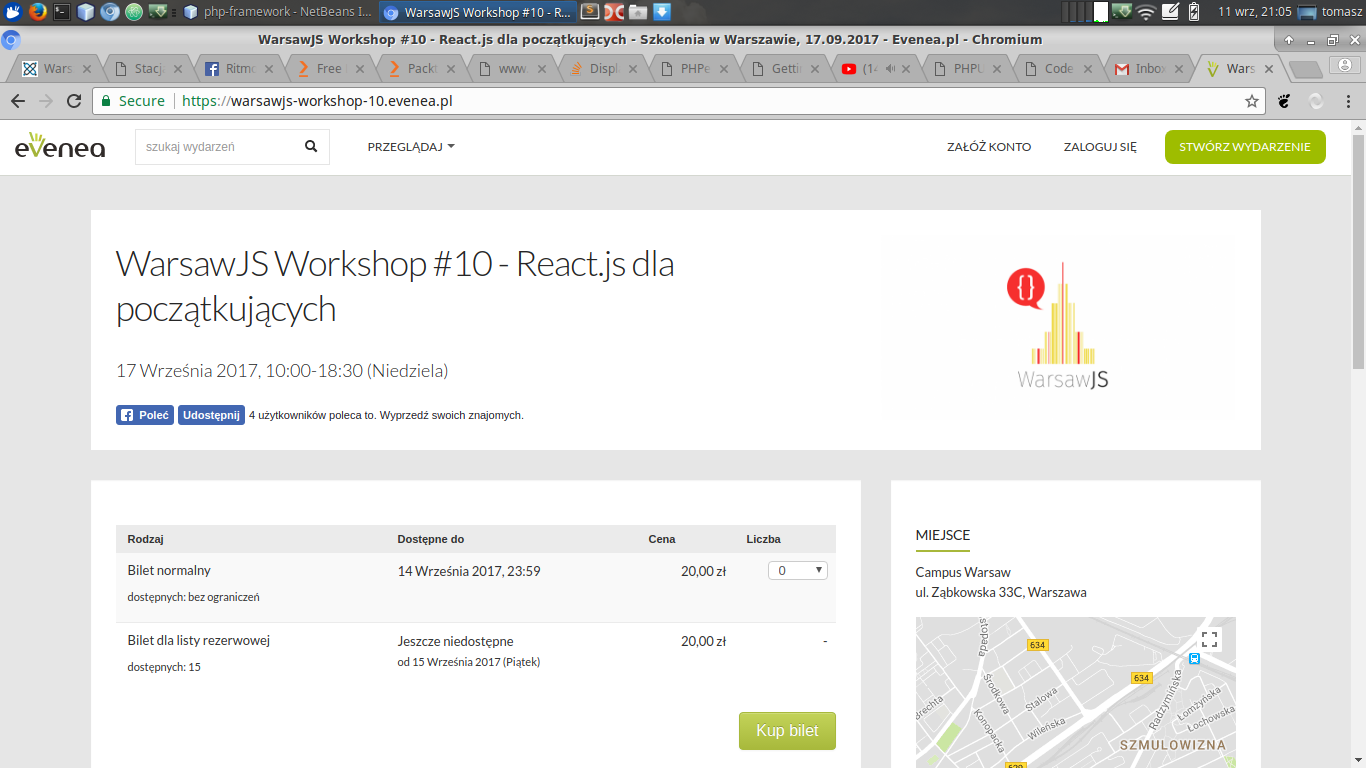 php-framework - NetBeans I...
WarsawJS Workshop #10 - R...
11 wrz, 21:05
tomasz
WarsawJS Workshop #10 - React.js dla początkujących - Szkolenia w Warszawie, 17.09.2017 - Evenea.pl - Chromium
Wars
Stacj
Ritmo
Free
Packt
www.
Displ
PHPe
Getti
(14
PHPU
Code
Inbox
Wars
Secure
https://warsawjs-workshop-10.evenea.pl
evenea
szukaj wydarzeń
PRZEGLĄDAJ
ZAŁÓŻ KONTO
ZALOGUJ SIĘ
STWÓRZ WYDARZENIE
WarsawJS Workshop #10 - React.js dla
początkujących
17 Września 2017, 10:00-18:30 (Niedziela)
Poleć
Udostępnij
4 użytkowników poleca to. Wyprzedź swoich znajomych.
{}
WarsawJS
Rodzaj
Dostępne do
Cena
Liczba
Bilet normalny
14 Września 2017, 23:59
20,00 zł
0
dostępnych: bez ograniczeń
Bilet dla listy rezerwowej
Jeszcze niedostępne
20,00 zł
-
dostępnych: 15
od 15 Września 2017 (Piątek)
Kup bilet
MIEJSCE
Campus Warsaw
ul. Ząbkowska 33C, Warszawa
634
634
Środkowa
Stalowa
Konopacka
Wileńska
Brechta
Radzymińska
Łomżyńska
Lochowska
SZMULOWIZNA
629